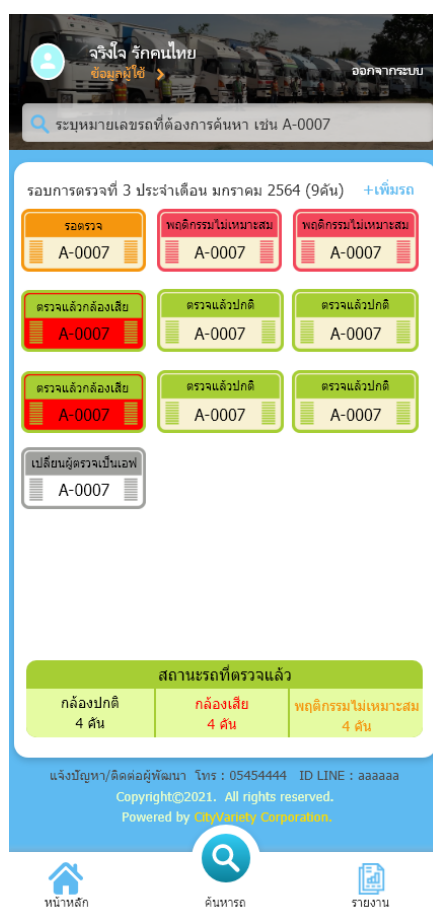 จริงใจ รักคนไทย
ข้อมูลผู้ใช้ >
ออกจากระบบ
ระบุหมายเลขรถที่ต้องการค้นหา เช่น A-0007
รอบการตรวจที่ 3 ประจำเดือน มกราคม 2564 (9คัน) +เพิ่มรถ
รอตรวจ พฤติกรรมไม่เหมาะสม พฤติกรรมไม่เหมาะสม
A-0007 A-0007 A-0007
ตรวจแล้วกล้องเสีย ตรวจแล้วปกติ ตรวจแล้วปกติ
A-0007 A-0007 A-0007
ตรวจแล้วกล้องเสีย ตรวจแล้วปกติ ตรวจแล้วปกติ
A-0007 A-0007 A-0007
เปลี่ยนผู้ตรวจเป็นเอฟ
A-0007
สถานะรถที่ตรวจแล้ว
กล้องปกติ กล้องเสีย พฤติกรรมไม่เหมาะสม
4 คัน 4 คัน 4 คัน
แจ้งปัญหา/ติดต่อผู้พัฒนา โทร : 05454444 ID LINE : aaaaaa
Copyright©2021. All rights reserved.
Powered by CityVariety Corporation.
หน้าหลัก ค้นหารถ รายงาน